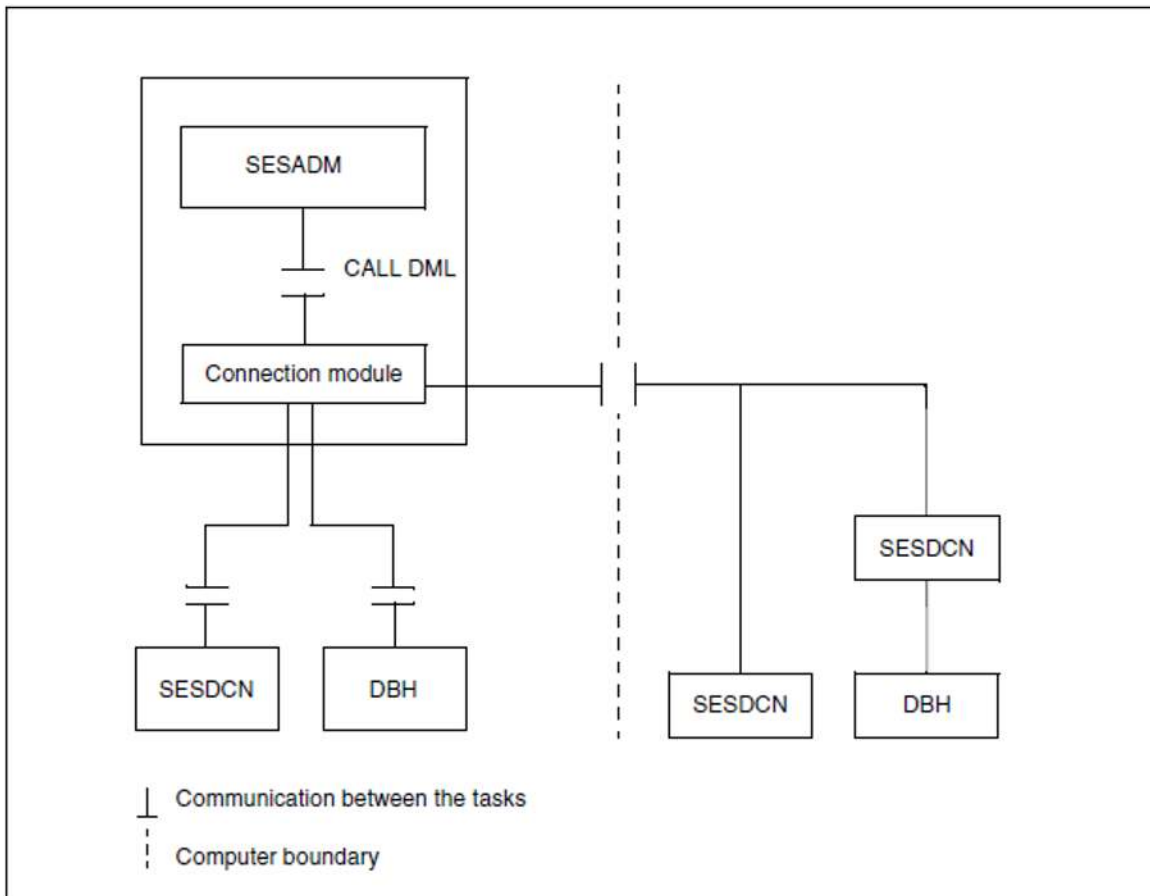 SESADM
CALL DML
Connection module
SESDCN
SESDCN
DBH
SESDCN
DBH
Communication between the tasks
Computer boundary